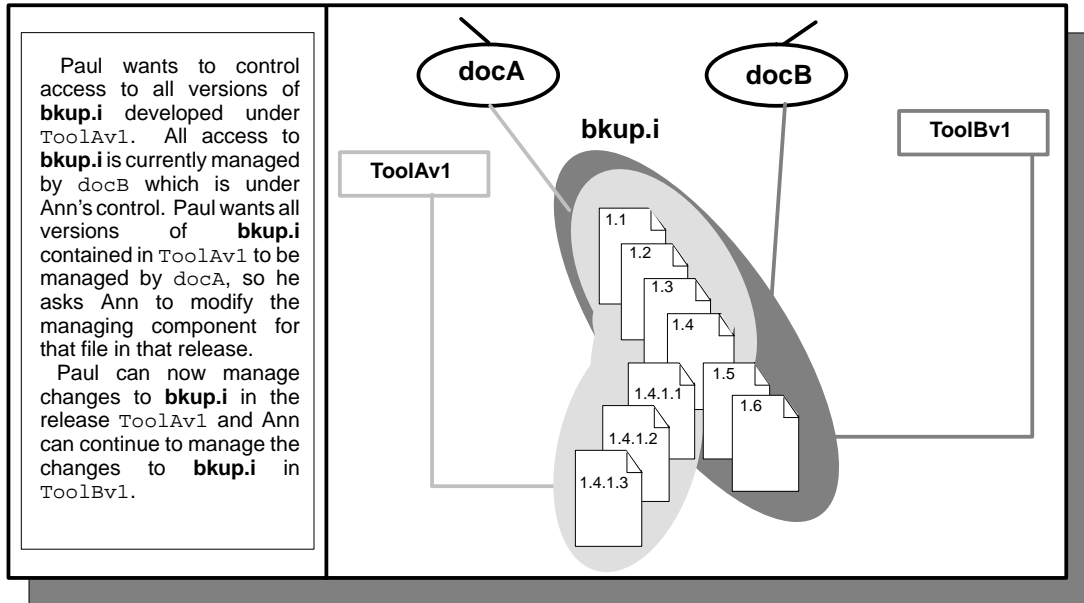 Paul wants to control
access to all versions of
bkup.i developed under
ToolAv1. All access to
bkup.i is currently managed
by docB which is under
Ann's control. Paul wants all
versions of bkup.i
contained in ToolAv1 to be
managed by docA, so he
asks Ann to modify the
managing component for
that file in that release.
Paul can now manage
changes to bkup.i in the
release ToolAv1 and Ann
can continue to manage the
changes to bkup.i in
ToolBv1.
docA
docB
bkup.i
ToolBv1
ToolAv1
1.1
1.2
1.3
1.4
1.5
1.4.1.1
1.6
1.4.1.2
1.4.1.3